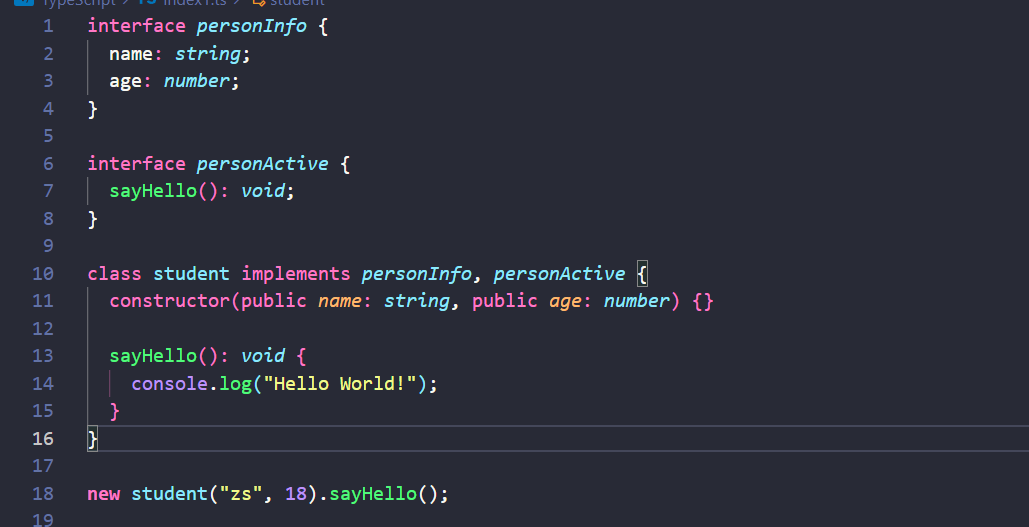 TypeScript > TS index1.ts > student
1 interface personInfo {
2 name: string;
3 age: number;
4 }
5
6 interface personActive {
7 sayHello(): void;
8 }
9
10 class student implements personInfo, personActive {
11 constructor(public name: string, public age: number) {}
12
13 sayHello(): void {
14 console.log("Hello World!");
15 }
16 }
17
18 new student("zs", 18).sayHello();
19